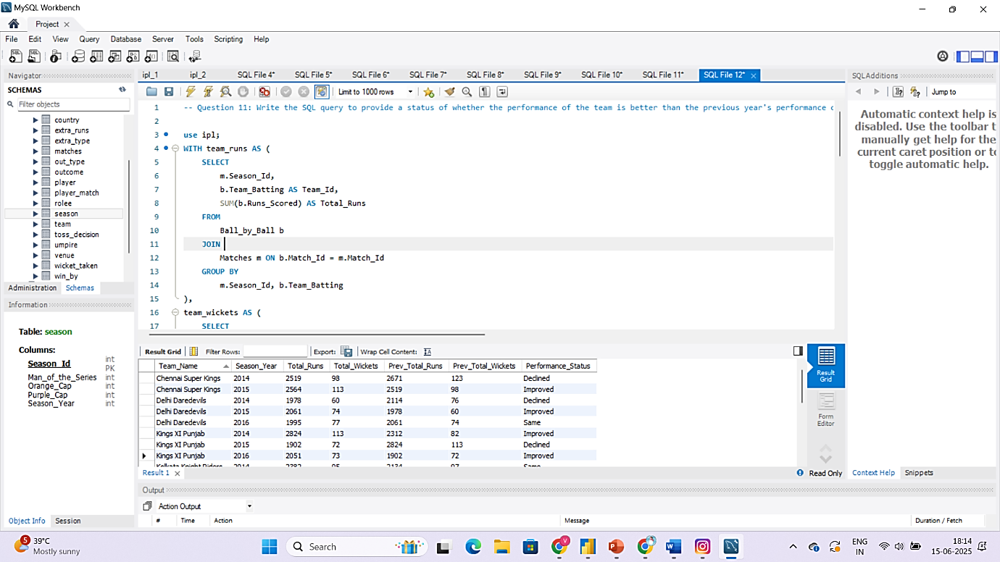 MySQL Workbench
Project
File Edit View Query Database Server Tools Scripting Help
Navigator
SCHEMAS
Filter objects
country
extra_runs
extra_type
matches
out_type
outcome
player
player_match
rolee
season
team
toss_decision
umpire
venue
wicket_taken
win_by
Administration Schemas
Information
Table: season
Columns:
Season_Id int PK
Man_of_the_Series int
Orange_Cap int
Purple_Cap int
Season_Year int
Object Info Session
ipl_1 ipl_2 SQL File 4* SQL File 5* SQL File 6* SQL File 7* SQL File 8* SQL File 9* SQL File 10* SQL File 11* SQL File 12*
Limit to 1000 rows
1 -- Question 11: Write the SQL query to provide a status of whether the performance of the team is better than the previous year's performance
2
3 use ipl;
4 WITH team_runs AS (
5 SELECT
6 m.Season_Id,
7 b.Team_Batting AS Team_Id,
8 SUM(b.Runs_Scored) AS Total_Runs
9 FROM
10 Ball_by_Ball b
11 JOIN
12 Matches m ON b.Match_Id = m.Match_Id
13 GROUP BY
14 m.Season_Id, b.Team_Batting
15 ),
16 team_wickets AS (
17 SELECT
Result Grid Filter Rows: Export: Wrap Cell Content: IA
Team_Name Season_Year Total_Runs Total_Wickets Prev_Total_Runs Prev_Total_Wickets Performance_Status
Chennai Super Kings 2014 2519 98 2671 123 Declined
Chennai Super Kings 2015 2564 113 2519 98 Improved
Delhi Daredevils 2014 1978 60 2114 76 Declined
Delhi Daredevils 2015 2061 74 1978 60 Improved
Delhi Daredevils 2016 1995 77 2061 74 Same
Kings XI Punjab 2014 2824 113 2312 82 Improved
Kings XI Punjab 2015 1902 72 2824 113 Declined
Kings XI Punjab 2016 2051 73 1902 72 Improved
Kolkata Knight Riders 2014 2382 95 2134 97 Same
Result Grid
Form Editor
Result 1
Read Only
Output
Action Output
# Time Action Message Duration / Fetch
SQLAdditions
Jump to
Automatic context help is
disabled. Use the toolbar t
manually get help for the
current caret position or to
toggle automatic help.
Context Help Snippets
5
39°C
Mostly sunny
Search
ENG
IN
18:14
15-06-2025